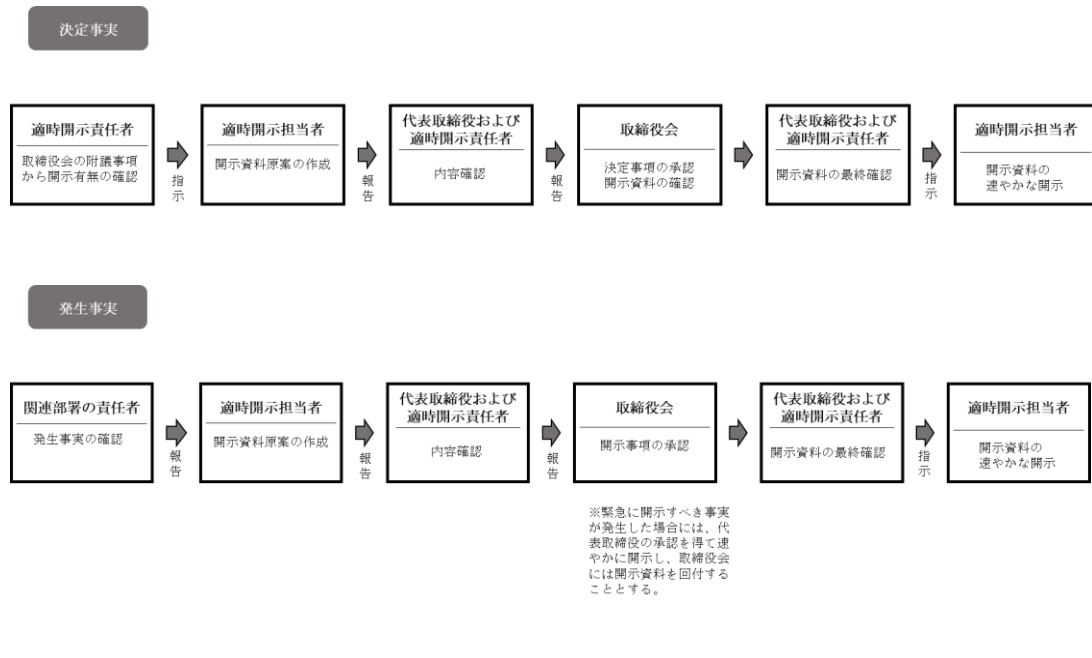 決定事実
適時開示責任者
取締役会の附議事項
から開示有無の確認
指示
適時開示担当者
開示資料原案の作成
報告
代表取締役および
適時開示責任者
内容確認
報告
取締役会
決定事項の承認
開示資料の確認
代表取締役および
適時開示責任者
開示資料の最終確認
指示
適時開示担当者
開示資料の
速やかな開示
発生事実
関連部署の責任者
発生事実の確認
報告
適時開示担当者
開示資料原案の作成
報告
代表取締役および
適時開示責任者
内容確認
報告
取締役会
開示事項の承認
代表取締役および
適時開示責任者
開示資料の最終確認
指示
適時開示担当者
開示資料の
速やかな開示
※緊急に開示すべき事実
が発生した場合には、代
表取締役の承認を得て速
やかに開示し、取締役会
には開示資料を回付する
こととする。